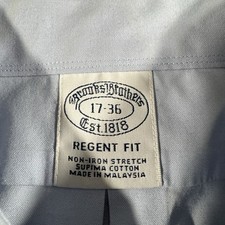 Brooks Brothers
17-36
Est. 1818
REGENT FIT
NON-IRON STRETCH
SUPIMA COTTON
MADE IN MALAYSIA